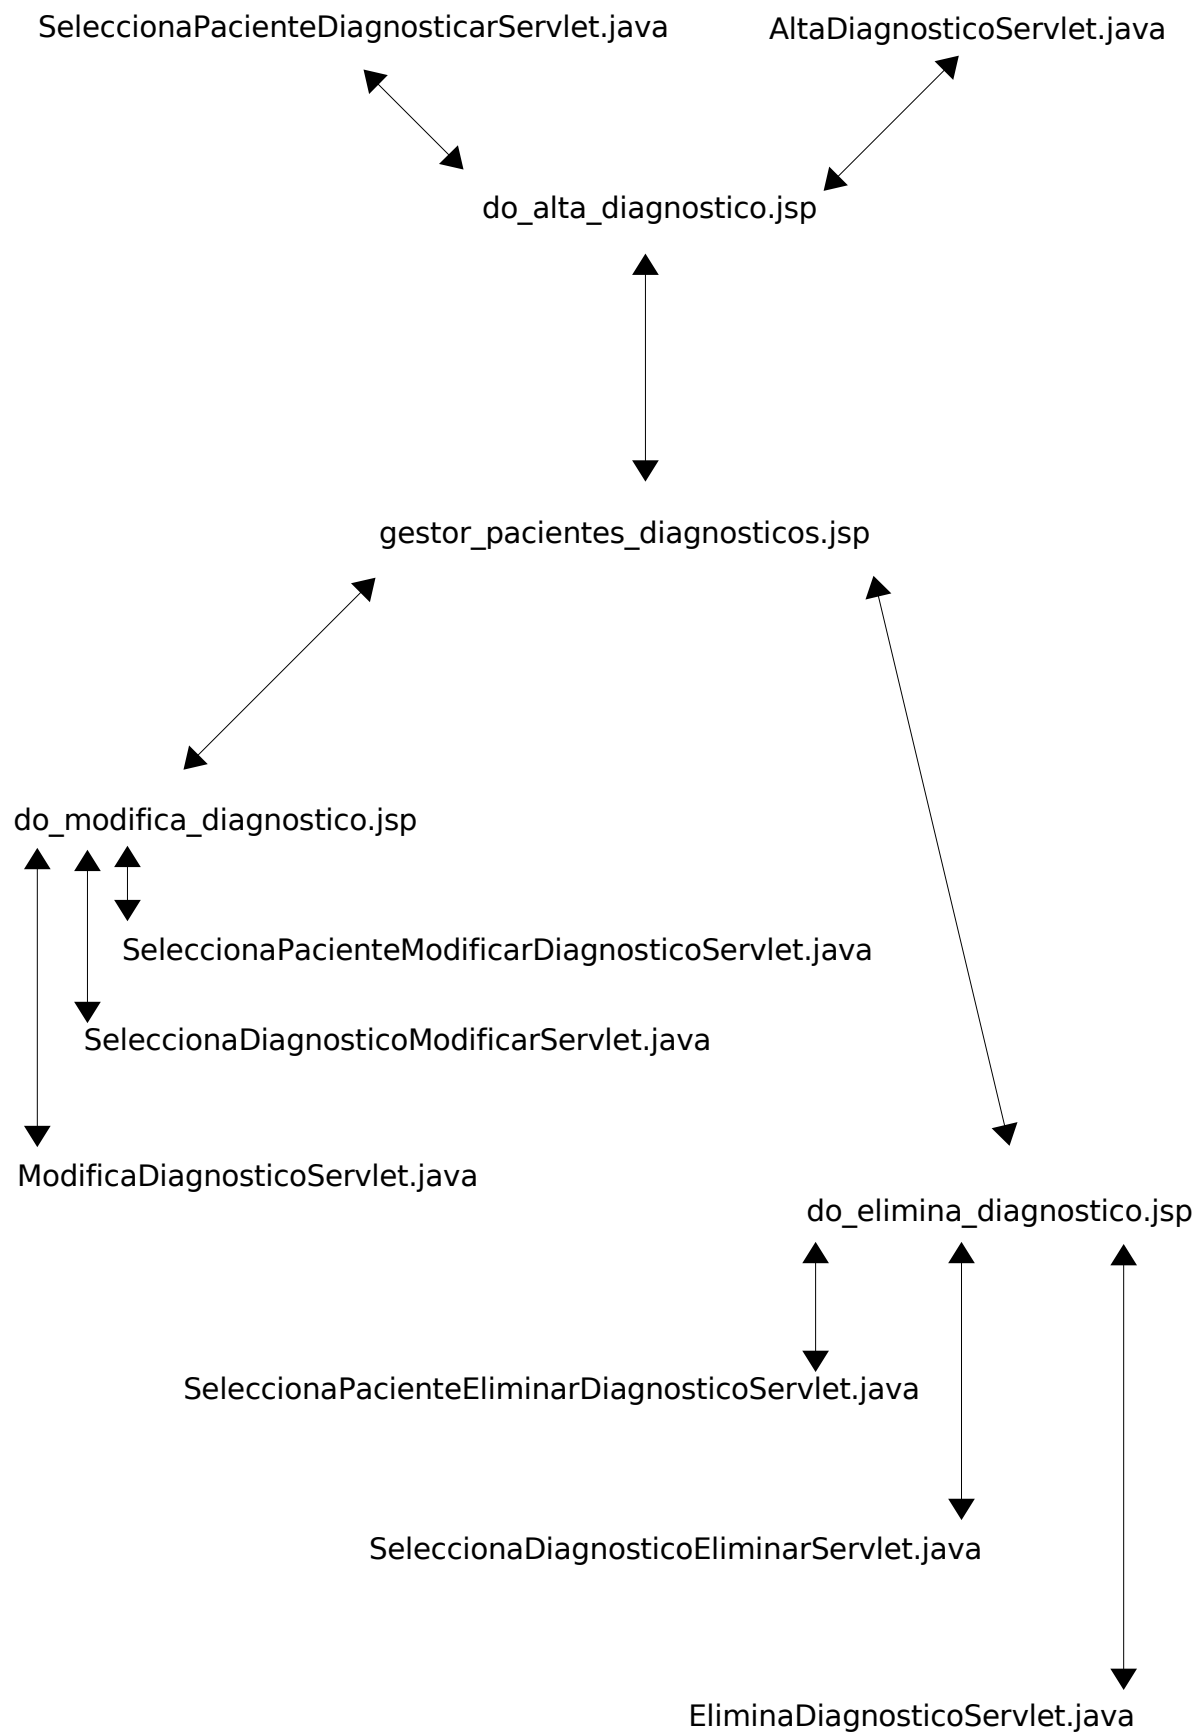 SeleccionaPacienteDiagnosticarServlet.java
AltaDiagnosticoServlet.java
do_alta_diagnostico.jsp
gestor_pacientes_diagnosticos.jsp
do_modifica_diagnostico.jsp
SeleccionaPacienteModificarDiagnosticoServlet.java
SeleccionaDiagnosticoModificarServlet.java
ModificaDiagnosticoServlet.java
do_elimina_diagnostico.jsp
SeleccionaPacienteEliminarDiagnosticoServlet.java
SeleccionaDiagnosticoEliminarServlet.java
EliminaDiagnosticoServlet.java